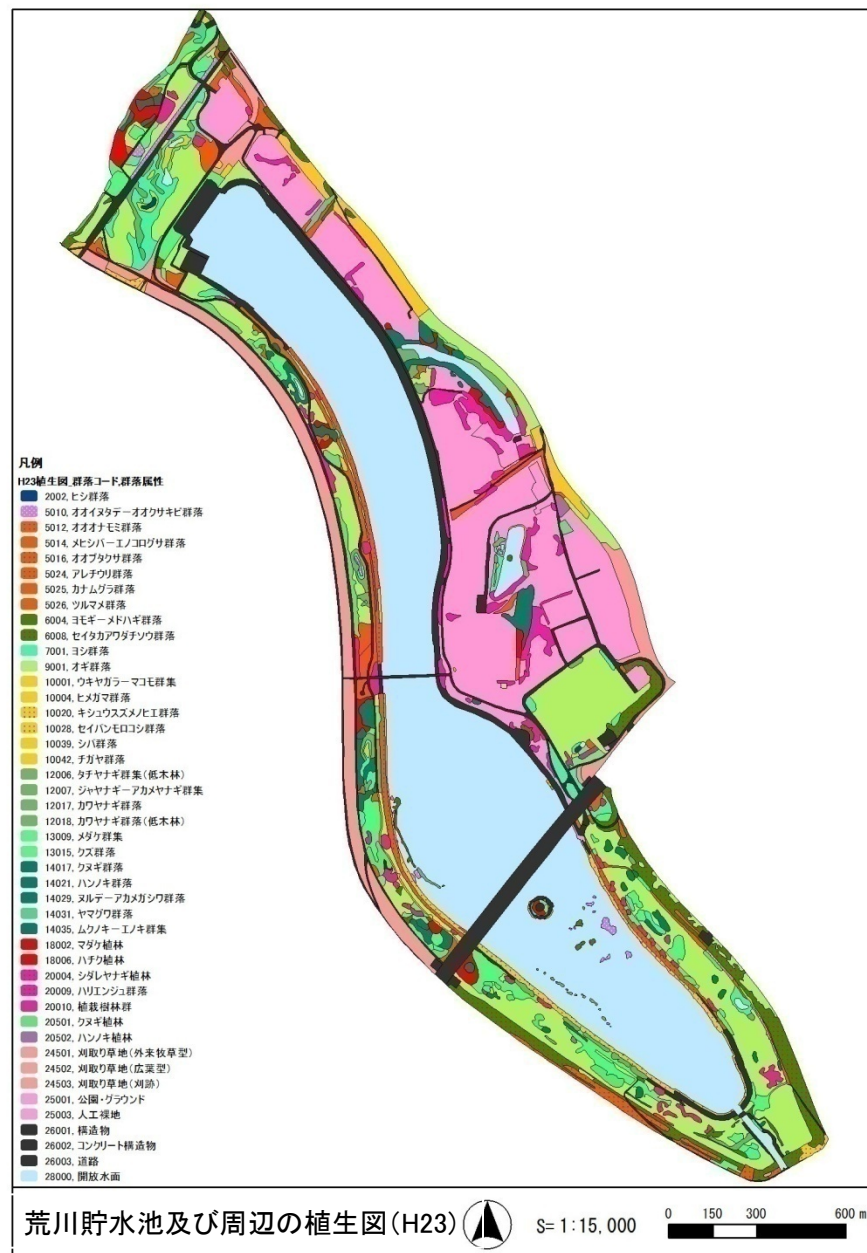 凡例
H23植生図_群落コード,群落属性
2002, ヒシ群落
5010, オオイヌタデーオオクサキビ群落
5012, オオオナモミ群落
5014, メヒシバーエノコログサ群落
5016, オオブタクサ群落
5024, アレチウリ群落
5025, カナムグラ群落
5026, ツルマメ群落
6004, ヨモギーメドハギ群落
6008, セイタカアワダチソウ群落
7001, ヨシ群落
9001, オギ群落
10001, ウキヤガラーマコモ群集
10004, ヒメガマ群落
10020, キシュウスズメノヒエ群落
10028, セイバンモロコシ群落
10039, シバ群落
10042, チガヤ群落
12006, タチヤナギ群集(低木林)
12007, ジャヤナギーアカメヤナギ群集
12017, カワヤナギ群落
12018, カワヤナギ群落(低木林)
13009, メダケ群集
13015, クズ群落
14017, クヌギ群落
14021, ハンノキ群落
14029, ヌルデーアカメガシワ群落
14031, ヤマグワ群落
14035, ムクノキーエノキ群集
18002, マダケ植林
18006, ハチク植林
20004, シダレヤナギ植林
20009, ハリエンジュ群落
20010, 植栽樹林群
20501, クヌギ植林
20502, ハンノキ植林
24501, 刈取り草地(外来牧草型)
24502, 刈取り草地(広葉型)
24503, 刈取り草地(刈跡)
25001, 公園・グラウンド
25003, 人工裸地
26001, 構造物
26002, コンクリート構造物
26003, 道路
28000, 開放水面
荒川貯水池及び周辺の植生図(H23)
S= 1:15,000
0 150 300 600 m